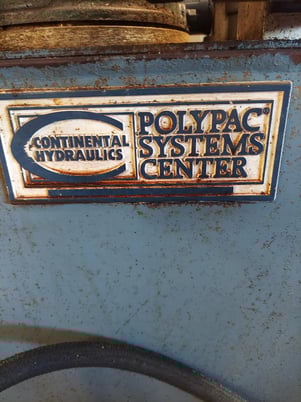 CONTINENTAL
HYDRAULICS
POLYPAC®
SYSTEMS
CENTER